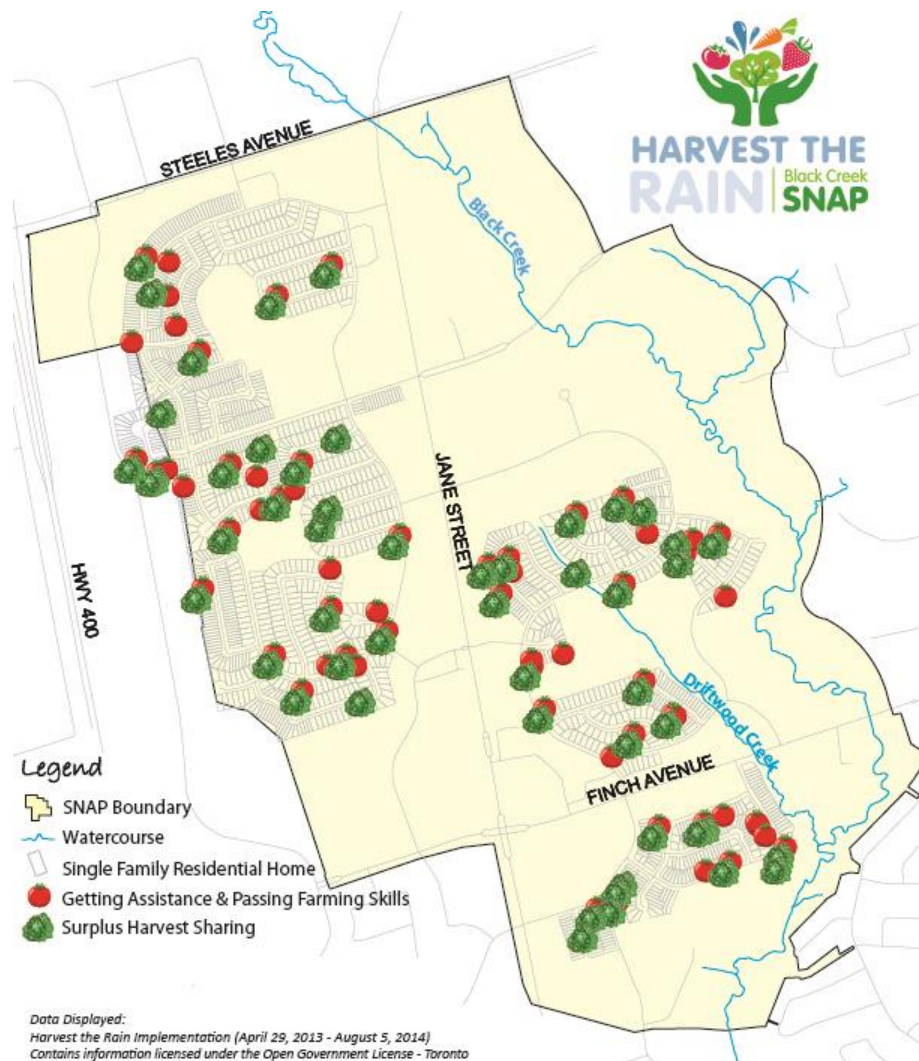 HARVEST THE
RAIN
Black Creek
SNAP
STEELES AVENUE
Black Creek
JANE STREET
HWY 400
Driftwood Creek
FINCH AVENUE
Legend
SNAP Boundary
Watercourse
Single Family Residential Home
Getting Assistance & Passing Farming Skills
Surplus Harvest Sharing
Data Displayed:
Harvest the Rain Implementation (April 29, 2013 - August 5, 2014)
Contains information licensed under the Open Government License - Toronto